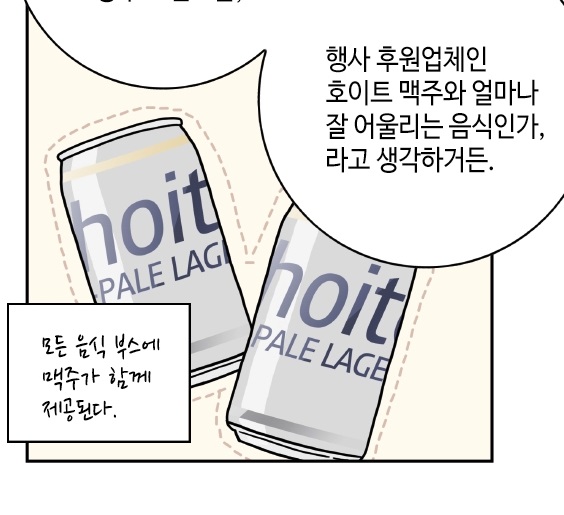 행사 후원업체인
호이트 맥주와 얼마나
잘 어울리는 음식인가,
라고 생각하거든.
hoit
PALE LAG
hoit
PALE LAGE
모든 음식 부스에
맥주가 함께
제공된다.